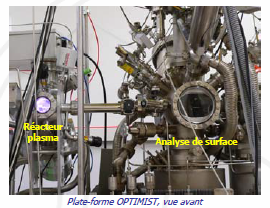 Réacteur
plasma
Analyse de surface
Plate-forme OPTIMIST, vue avant